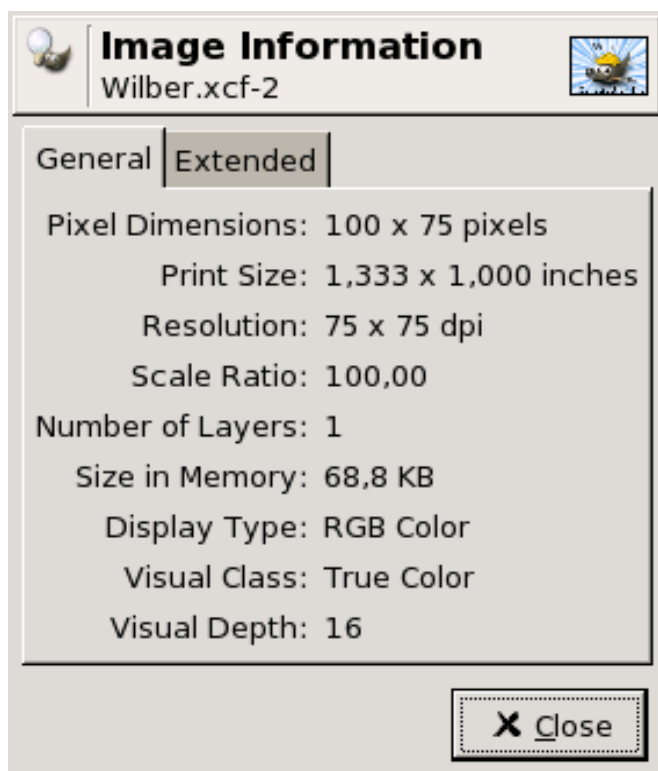 Image Information
Wilber.xcf-2
General Extended
Pixel Dimensions: 100 x 75 pixels
Print Size: 1,333 x 1,000 inches
Resolution: 75 x 75 dpi
Scale Ratio: 100,00
Number of Layers: 1
Size in Memory: 68,8 KB
Display Type: RGB Color
Visual Class: True Color
Visual Depth: 16
Close